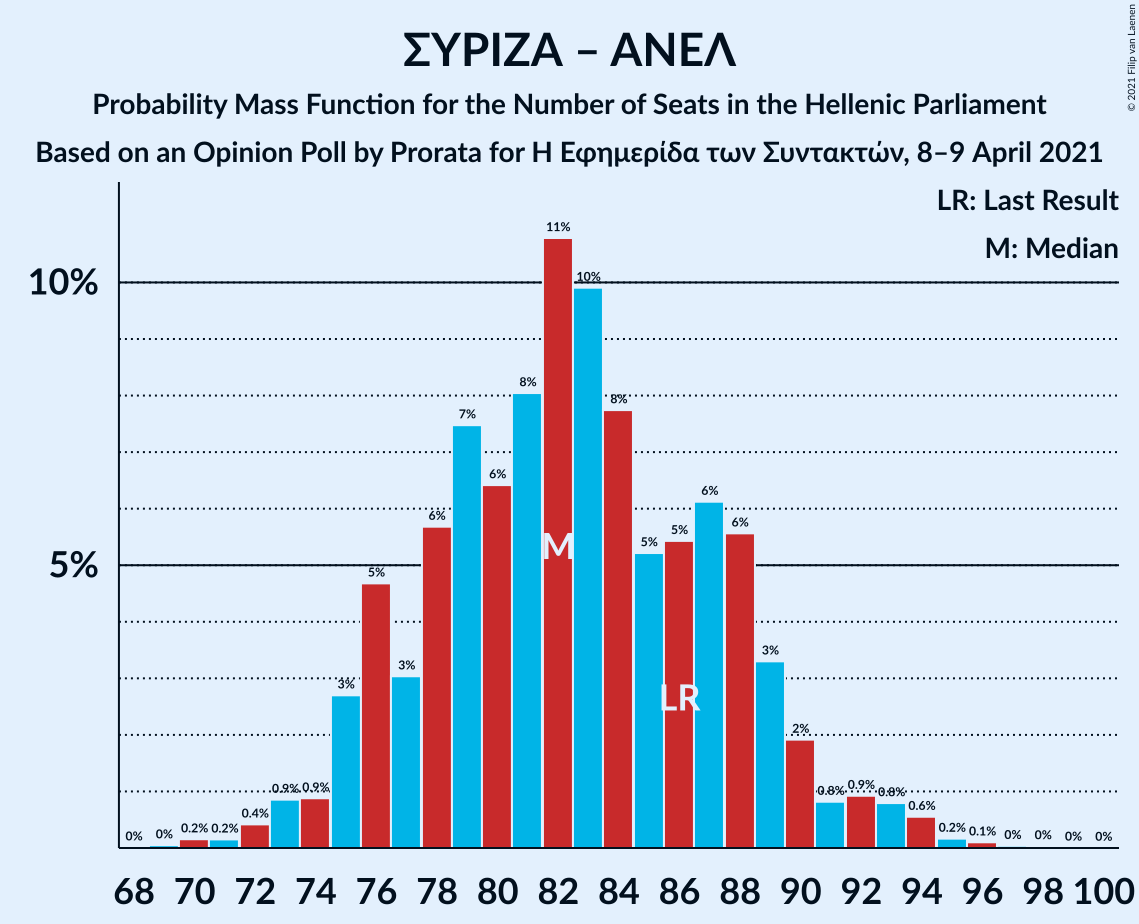 ΣΥΡΙΖΑ – ΑΝΕΛ
Probability Mass Function for the Number of Seats in the Hellenic Parliament
Based on an Opinion Poll by Prorata for Η Εφημερίδα των Συντακτών, 8–9 April 2021
© 2021 Filip van Laenen
LR: Last Result
M: Median
10%
5%
0% 0% 0.2% 0.2% 0.4% 0.9% 0.9% 3% 5% 3% 6% 7% 6% 8% 11% 10% 8% 5% 5% 6% 6% 3% 2% 0.8% 0.9% 0.8% 0.6% 0.2% 0.1% 0% 0% 0% 0%
M
LR
68 70 72 74 76 78 80 82 84 86 88 90 92 94 96 98 100